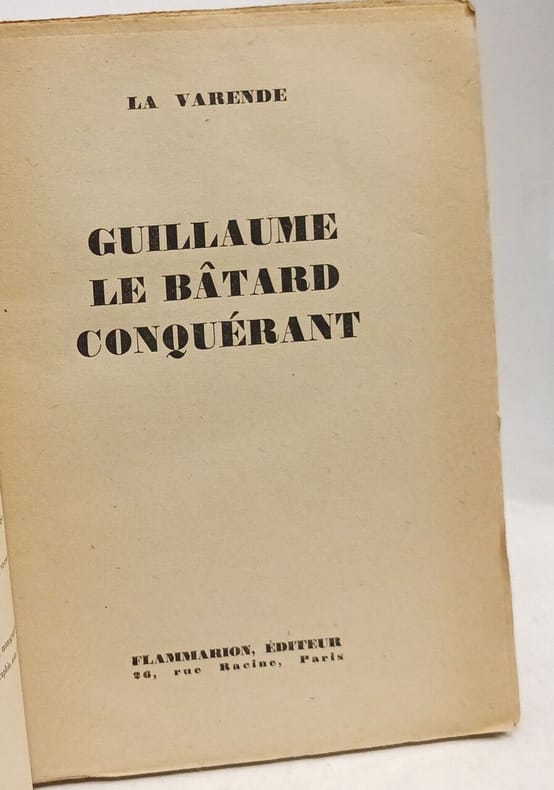 LA VARENDE
GUILLAUME
LE BÂTARD
CONQUÉRANT
FLAMMARION, ÉDITEUR
26, rue Racine, Paris